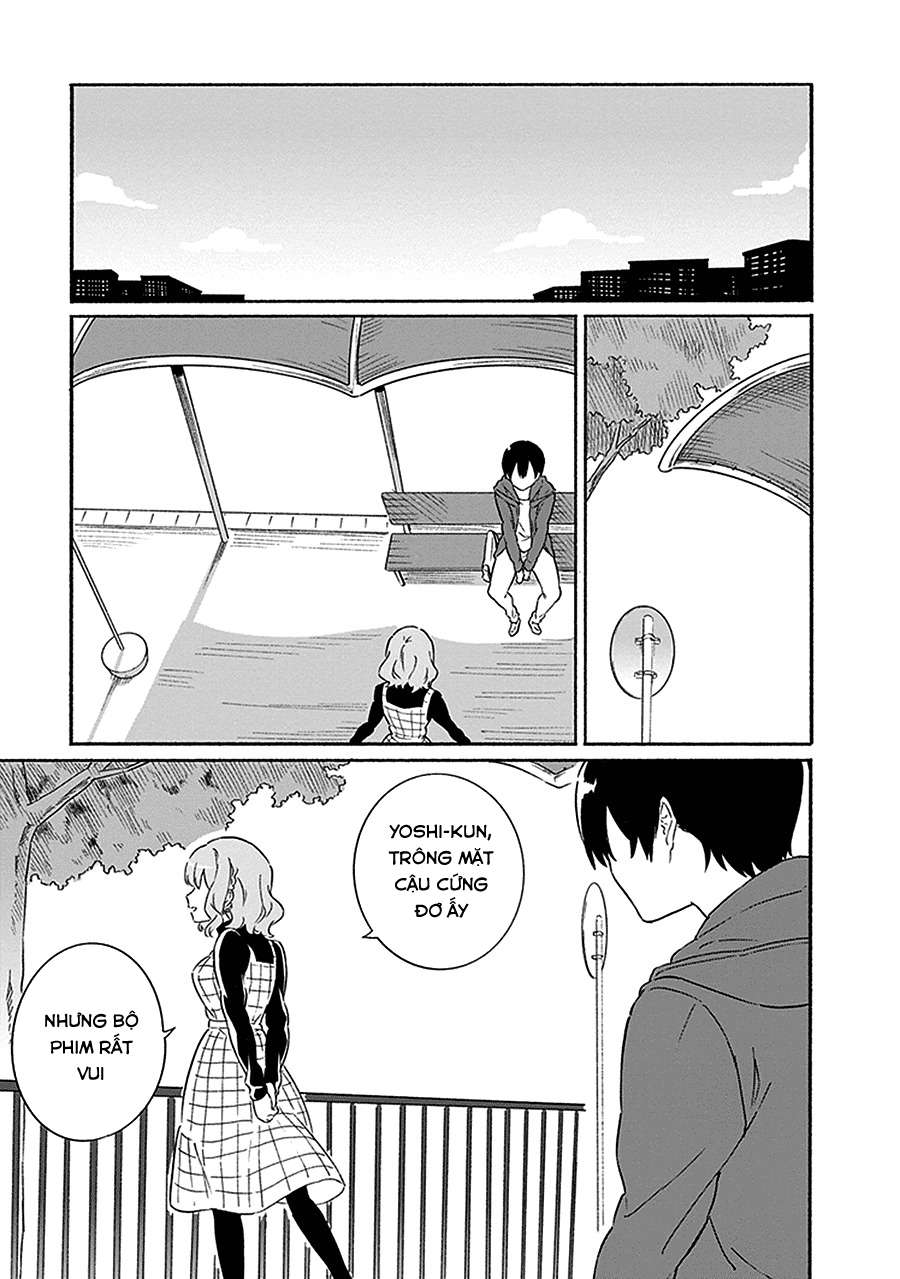 YOSHI-KUN,
TRÔNG MẶT
CẬU CỨNG
ĐƠ ẤY
NHƯNG BỘ
PHIM RẤT
VUI